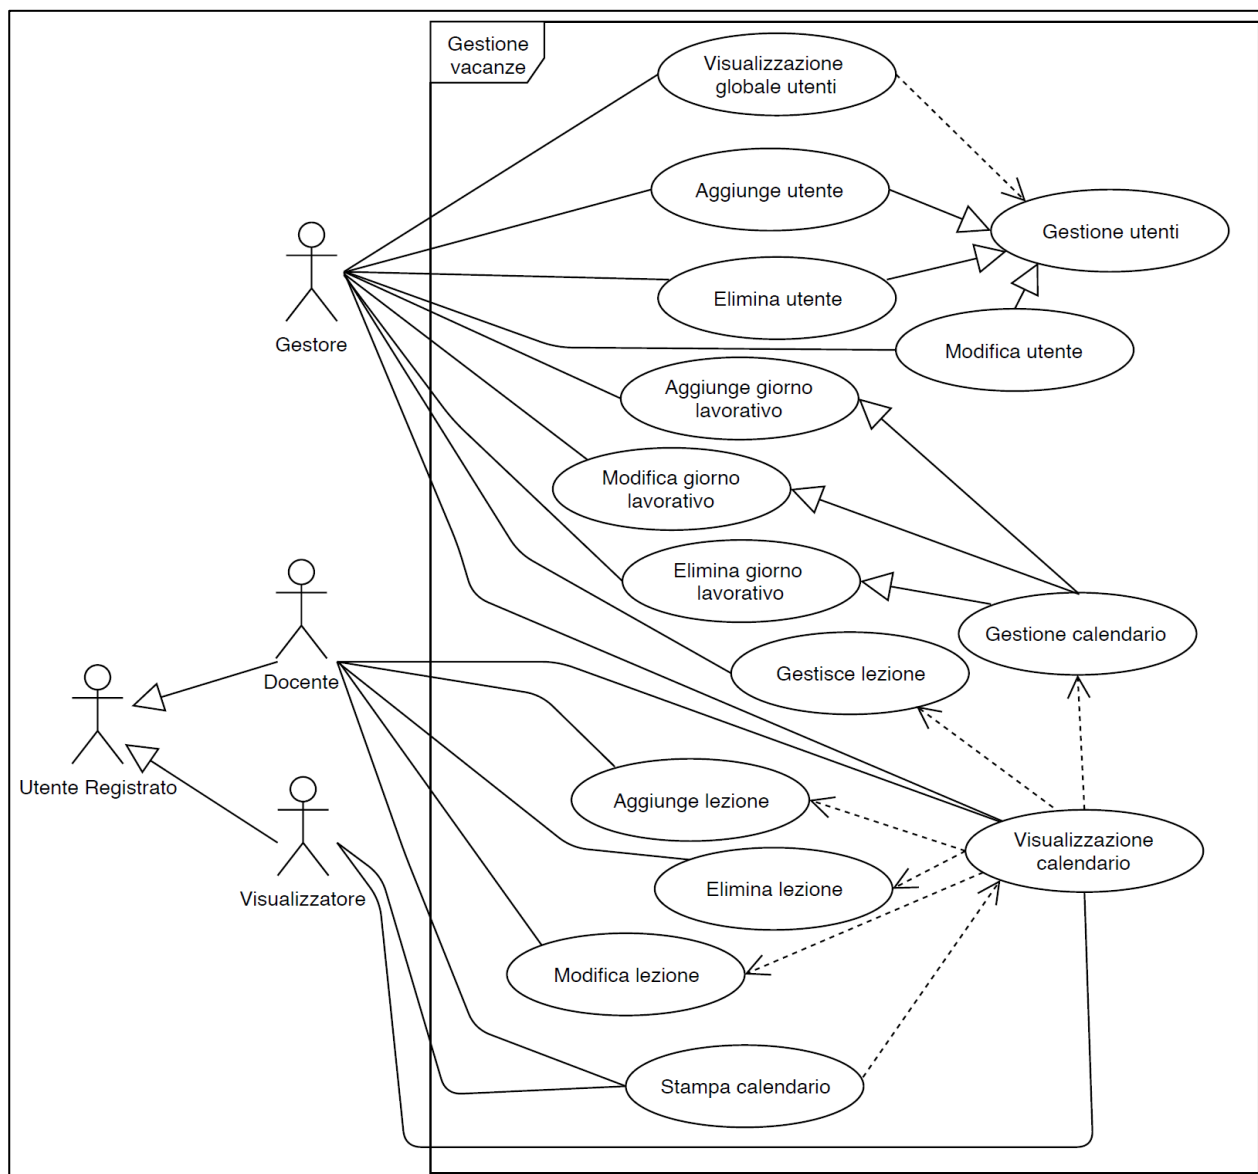 Gestione
vacanze
Visualizzazione
globale utenti
Aggiunge utente
Gestione utenti
Elimina utente
Gestore
Modifica utente
Aggiunge giorno
lavorativo
Modifica giorno
lavorativo
Elimina giorno
lavorativo
Gestione calendario
Gestisce lezione
Docente
Utente Registrato
Aggiunge lezione
Visualizzazione
calendario
Elimina lezione
Visualizzatore
Modifica lezione
Stampa calendario